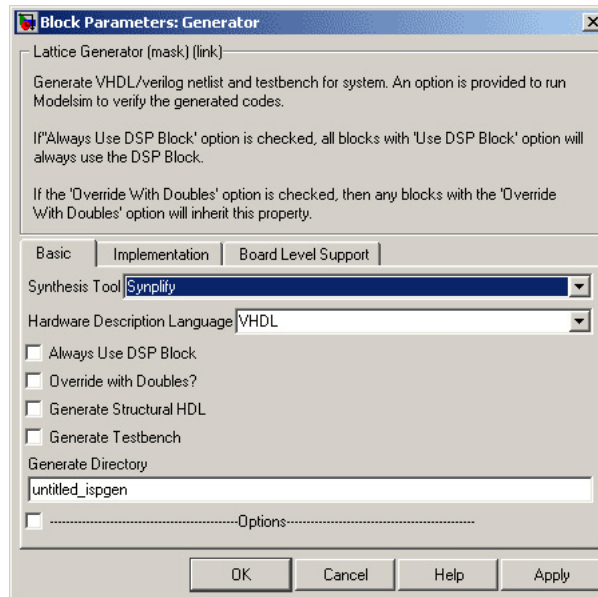 Block Parameters: Generator
Lattice Generator (mask) (link)
Generate VHDL/verilog netlist and testbench for system. An option is provided to run
Modelsim to verify the generated codes.
If"Always Use DSP Block' option is checked, all blocks with 'Use DSP Block' option will
always use the DSP Block.
If the 'Override With Doubles' option is checked, then any blocks with the 'Override
With Doubles' option will inherit this property.
Basic Implementation Board Level Support
Synthesis Tool Synplify
Hardware Description Language VHDL
Always Use DSP Block
Override with Doubles?
Generate Structural HDL
Generate Testbench
Generate Directory
untitled_ispgen
-----------------------------------------------Options-----------------------------------------------
OK Cancel Help Apply